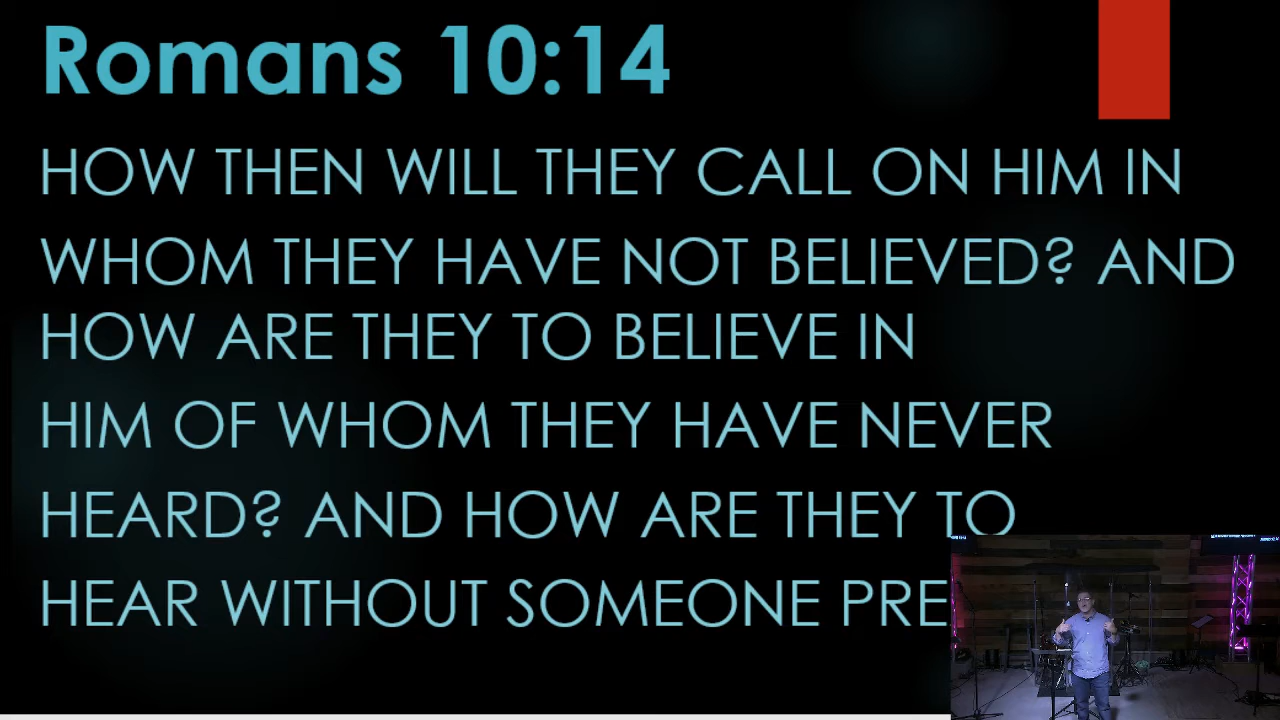 Romans 10:14
HOW THEN WILL THEY CALL ON HIM IN
WHOM THEY HAVE NOT BELIEVED? AND
HOW ARE THEY TO BELIEVE IN
HIM OF WHOM THEY HAVE NEVER
HEARD? AND HOW ARE THEY TO
HEAR WITHOUT SOMEONE PRE